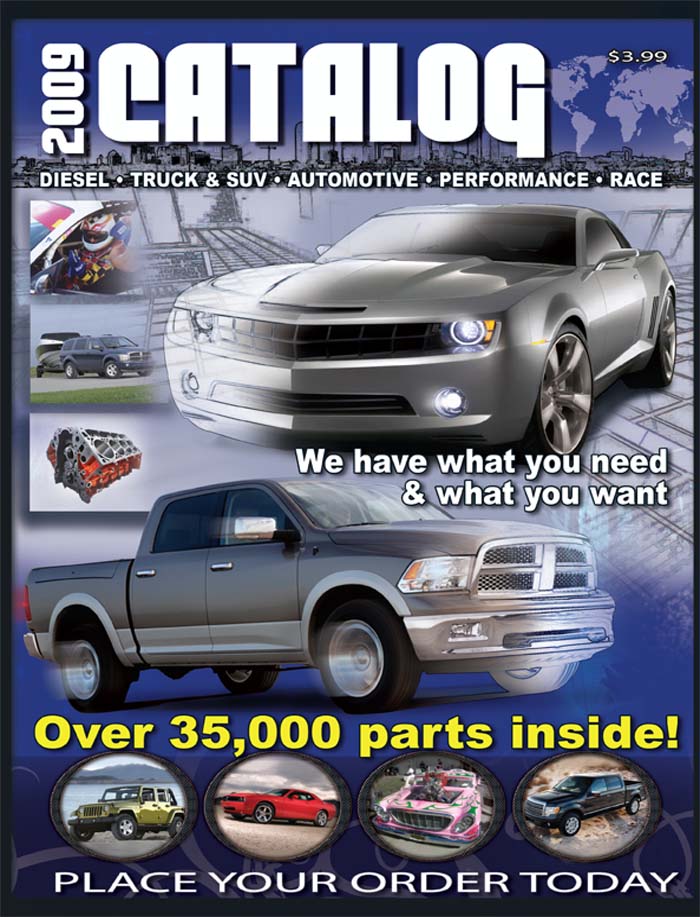 2009
CATALOG
$3.99
DIESEL • TRUCK & SUV • AUTOMOTIVE • PERFORMANCE • RACE
We have what you need
& what you want
Over 35,000 parts inside!
PLACE YOUR ORDER TODAY